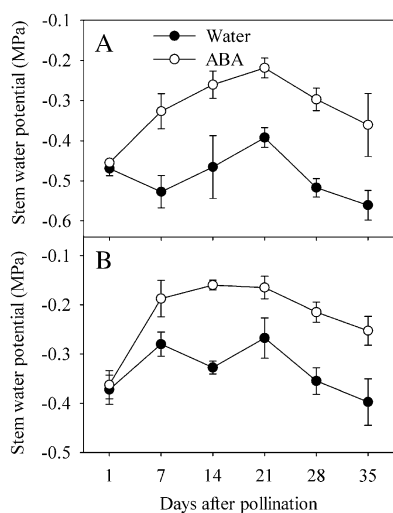 A
Water
ABA
Stem water potential (MPa)
-0.1
-0.2
-0.3
-0.4
-0.5
-0.6
B
Stem water potential (MPa)
-0.1
-0.2
-0.3
-0.4
-0.5
1 7 14 21 28 35
Days after pollination